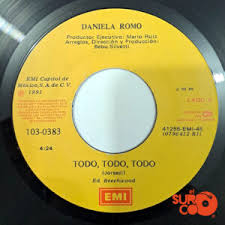 DANIELA ROMO
Productor Ejecutivo: Mario Ruiz
Arreglos, Dirección y Producción:
Bebu Silvetti
EMI Capitol de
México, S.A. de C.V.
1991
103-0383
4:24
TODO, TODO, TODO
Ed. Beechwood
EMI
el
SURCO